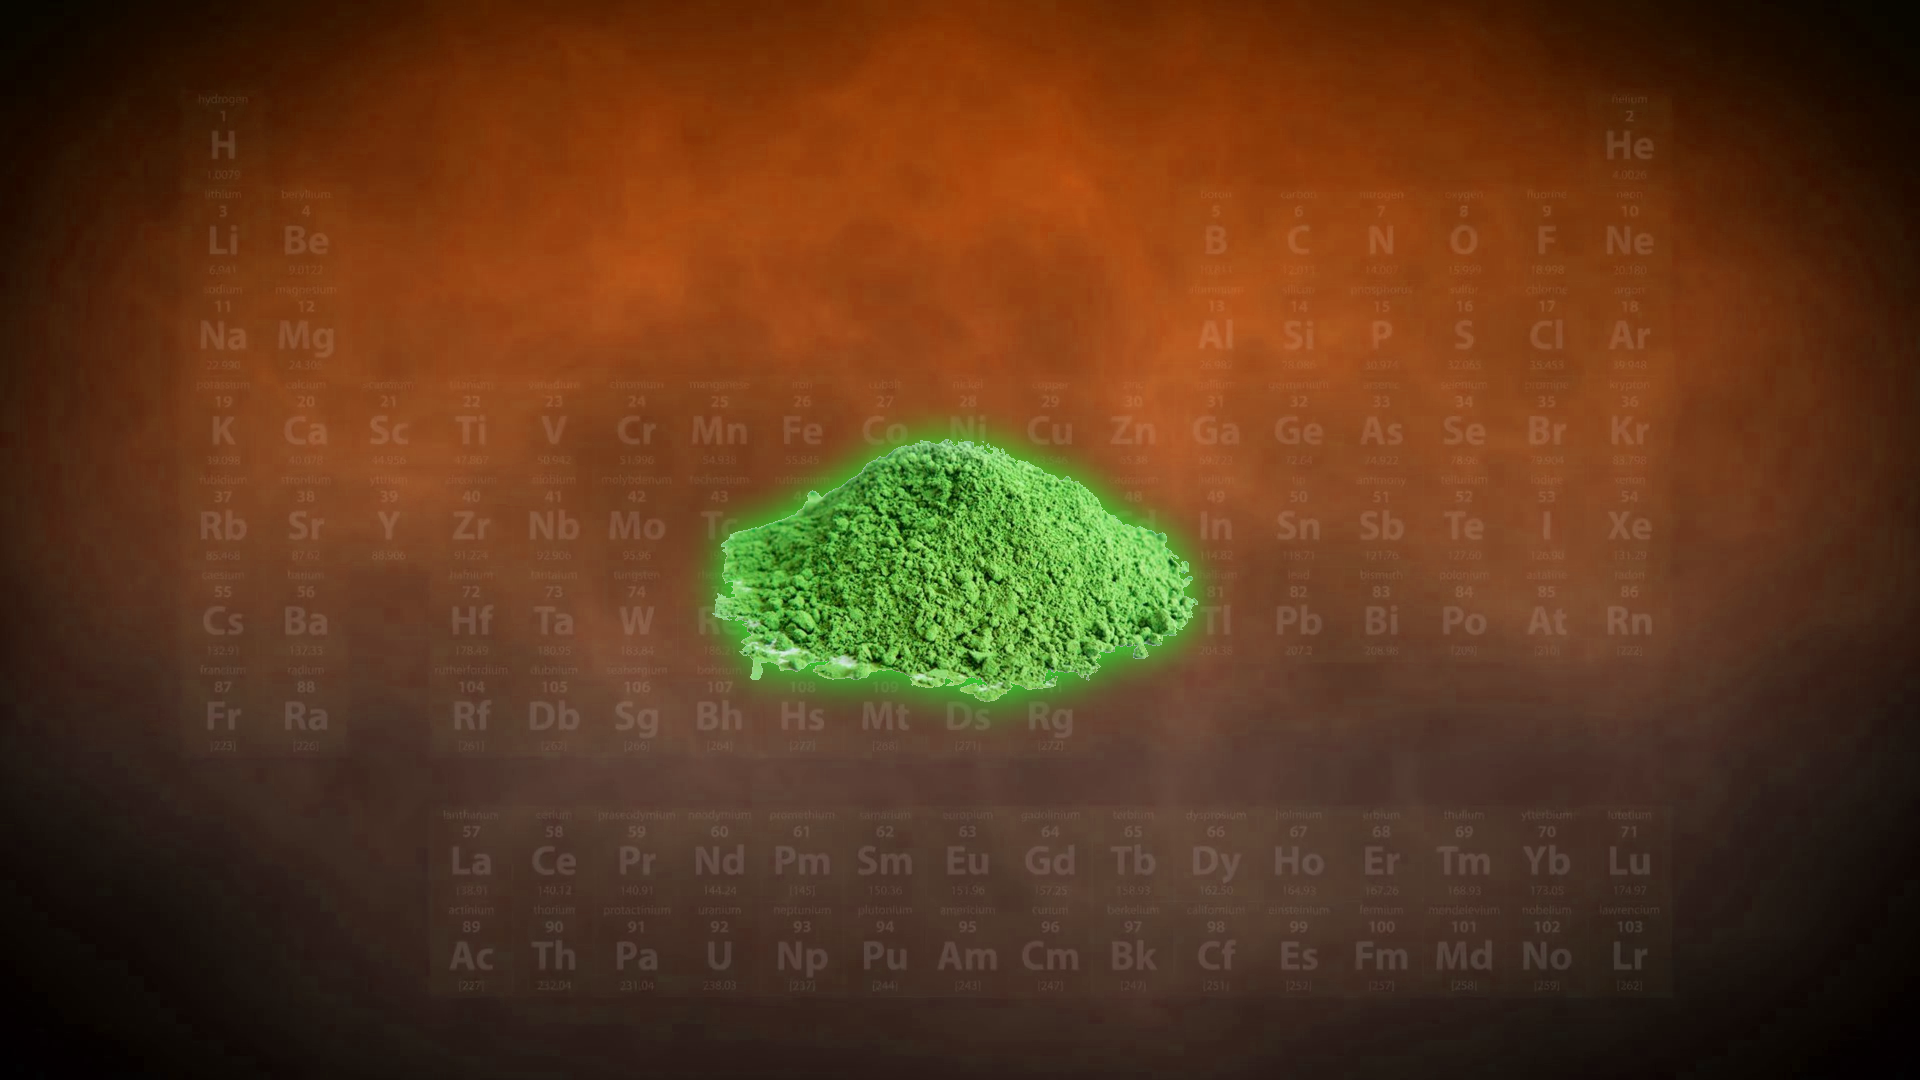 hydrogen helium
1 2
H He
1.0079 4.0026
lithium beryllium boron carbon nitrogen oxygen fluorine neon
3 4 5 6 7 8 9 10
Li Be B C N O F Ne
6.941 9.0122 10.811 12.011 14.007 15.999 18.998 20.180
sodium magnesium aluminium silicon phosphorus sulfur chlorine argon
11 12 13 14 15 16 17 18
Na Mg Al Si P S Cl Ar
22.990 24.305 26.982 28.086 30.974 32.065 35.453 39.948
potassium calcium scandium titanium vanadium chromium manganese iron cobalt nickel copper zinc gallium germanium arsenic selenium bromine krypton
19 20 21 22 23 24 25 26 27 28 29 30 31 32 33 34 35 36
K Ca Sc Ti V Cr Mn Fe Co Ni Cu Zn Ga Ge As Se Br Kr
39.098 40.078 44.956 47.867 50.942 51.996 54.938 55.845 65.38 69.723 72.64 74.922 78.96 79.904 83.798
rubidium strontium yttrium zirconium niobium molybdenum technetium indium tin antimony tellurium iodine xenon
37 38 39 40 41 42 43 48 49 50 51 52 53 54
Rb Sr Y Zr Nb Mo Tc In Sn Sb Te I Xe
85.468 87.62 88.906 91.224 92.906 95.96 114.82 118.71 121.76 127.60 126.90 131.29
caesium barium hafnium tantalum tungsten lead bismuth polonium astatine radon
55 56 72 73 74 81 82 83 84 85 86
Cs Ba Hf Ta W Tl Pb Bi Po At Rn
132.91 137.33 178.49 180.95 183.84 204.38 207.2 208.98 [209] [210] [222]
francium radium rutherfordium dubnium seaborgium bohrium
87 88 104 105 106 107 108 109
Fr Ra Rf Db Sg Bh Hs Mt Ds Rg
[223] [226] [261] [262] [266] [264] [277] [268] [271] [272]
lanthanum cerium praseodymium neodymium promethium samarium europium gadolinium terbium dysprosium holmium erbium thulium ytterbium lutetium
57 58 59 60 61 62 63 64 65 66 67 68 69 70 71
La Ce Pr Nd Pm Sm Eu Gd Tb Dy Ho Er Tm Yb Lu
138.91 140.12 140.91 144.24 [145] 150.36 151.96 157.25 158.93 162.50 164.93 167.26 168.93 173.05 174.97
actinium thorium protactinium uranium neptunium plutonium americium curium berkelium californium einsteinium fermium mendelevium nobelium lawrencium
89 90 91 92 93 94 95 96 97 98 99 100 101 102 103
Ac Th Pa U Np Pu Am Cm Bk Cf Es Fm Md No Lr
[227] 232.04 231.04 238.03 [237] [244] [243] [247] [247] [251] [252] [257] [258] [259] [262]